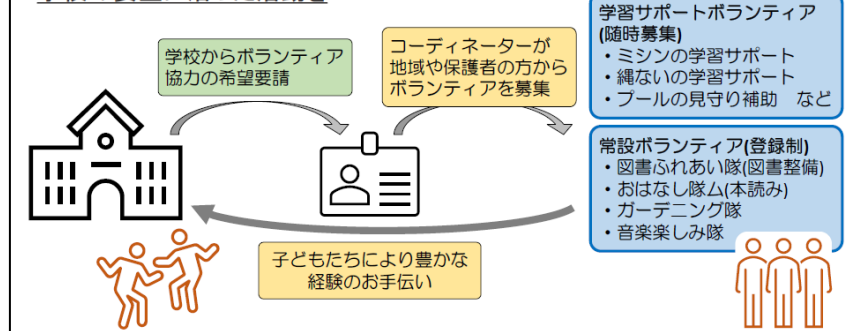 学校からボランティア
協力の希望要請
コーディネーターが
地域や保護者の方から
ボランティアを募集
学習サポートボランティア
(随時募集)
・ミシンの学習サポート
・縄ないの学習サポート
・プールの見守り補助　など
常設ボランティア(登録制)
・図書ふれあい隊(図書整備)
・おはなし隊ム(本読み)
・ガーデニング隊
・音楽楽しみ隊
子どもたちにより豊かな
経験のお手伝い